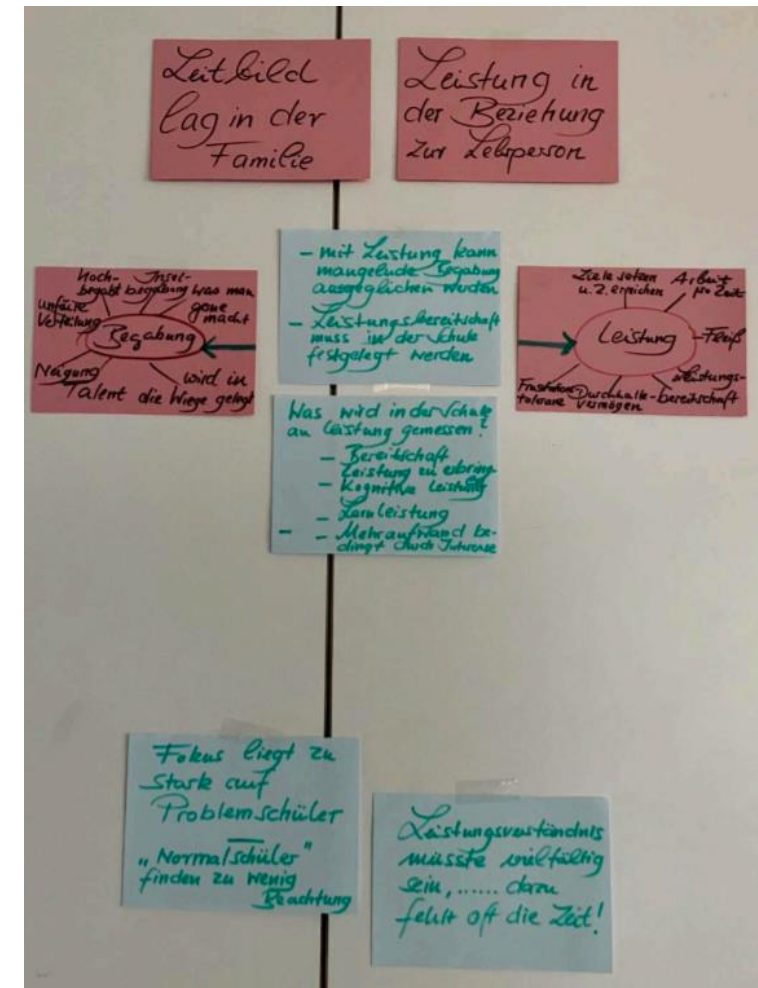 Leitbild
lag in der
Familie
Leistung in
der Beziehung
zur Lehrperson
Hoch-
begabt
Insel-
begabung
was man
gerne
macht
unfaire
Verteilung
Begabung
Neigung
Talent
wird in
die Wiege gelegt
- mit Leistung kann
mangelnde Begabung
ausgeglichen werden
- Leistungsbereitschaft
muss in der Schule
festgelegt werden
Ziele setzen
u. Z. erreichen
Arbeit
pro Zeit
Leistung
Fleiß
Leistungs-
bereitschaft
Durchhalte-
vermögen
Frustrations-
toleranz
Was wird in der Schule
an Leistung gemessen?
- Bereitschaft
Leistung zu erbring
- Kognitive Leistung
- Lernleistung
- - Mehraufwand be-
dingt durch Interesse
Fokus liegt zu
stark auf
Problemschüler
„Normalschüler"
finden zu wenig
Beachtung
Leistungsverständnis
müsste vielfältig
sein, ...... dazu
fehlt oft die Zeit!